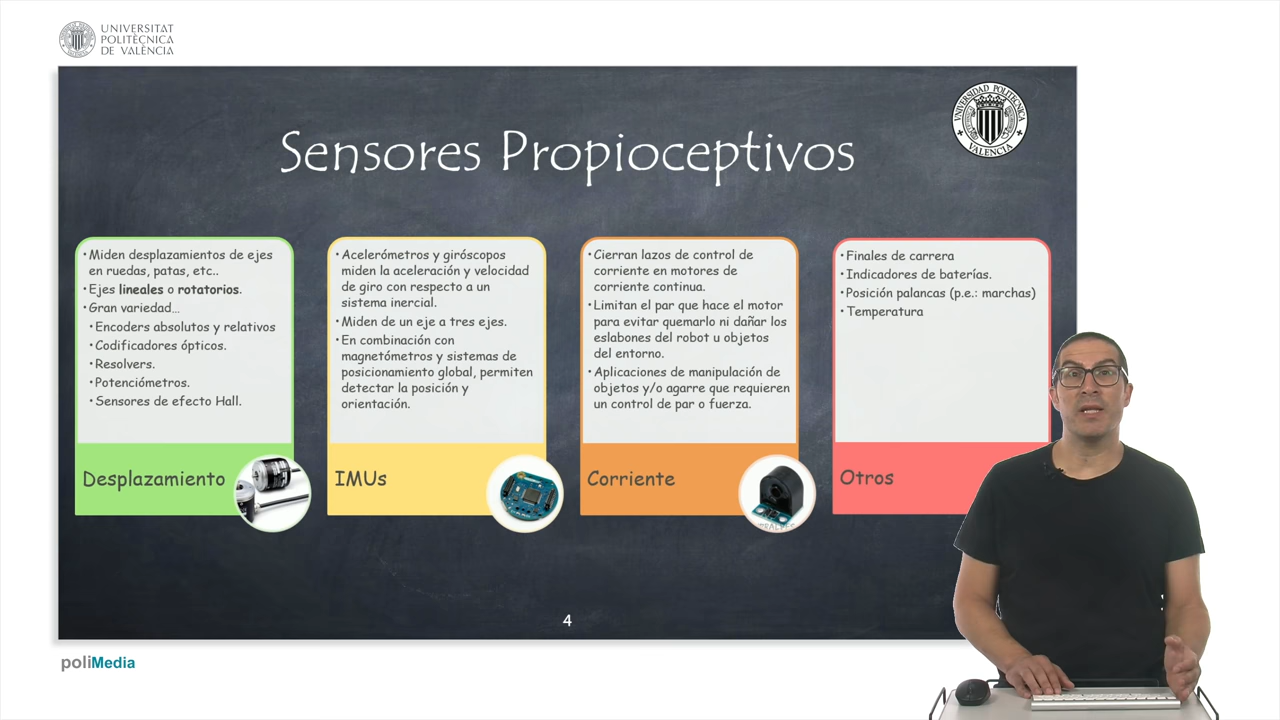 UNIVERSITAT
POLITÈCNICA
DE VALÈNCIA
UNIVERSIDAD POLITECNICA
VALENCIA
Sensores Propioceptivos
•Miden desplazamientos de ejes
en ruedas, patas, etc..
•Ejes lineales o rotatorios.
•Gran variedad...
•Encoders absolutos y relativos
•Codificadores ópticos.
•Resolvers.
•Potenciómetros.
•Sensores de efecto Hall.
Desplazamiento
•Acelerómetros y giróscopos
miden la aceleración y velocidad
de giro con respecto a un
sistema inercial.
•Miden de un eje a tres ejes.
•En combinación con
magnetómetros y sistemas de
posicionamiento global, permiten
detectar la posición y
orientación.
IMUs
•Cierran lazos de control de
corriente en motores de
corriente continua.
•Limitan el par que hace el motor
para evitar quemarlo ni dañar los
eslabones del robot u objetos
del entorno.
•Aplicaciones de manipulación de
objetos y/o agarre que requieren
un control de par o fuerza.
Corriente
•Finales de carrera
•Indicadores de baterías.
•Posición palancas (p.e.: marchas)
•Temperatura
Otros
4
poliMedia